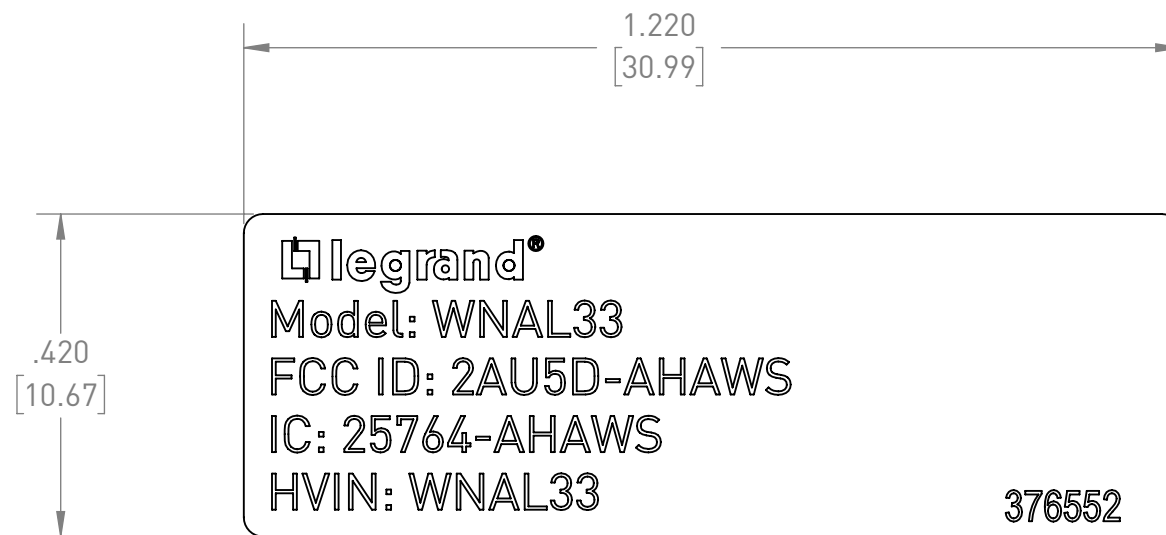 1.220
[30.99]
.420
[10.67]
legrand®
Model: WNAL33
FCC ID: 2AU5D-AHAWS
IC: 25764-AHAWS
HVIN: WNAL33
376552